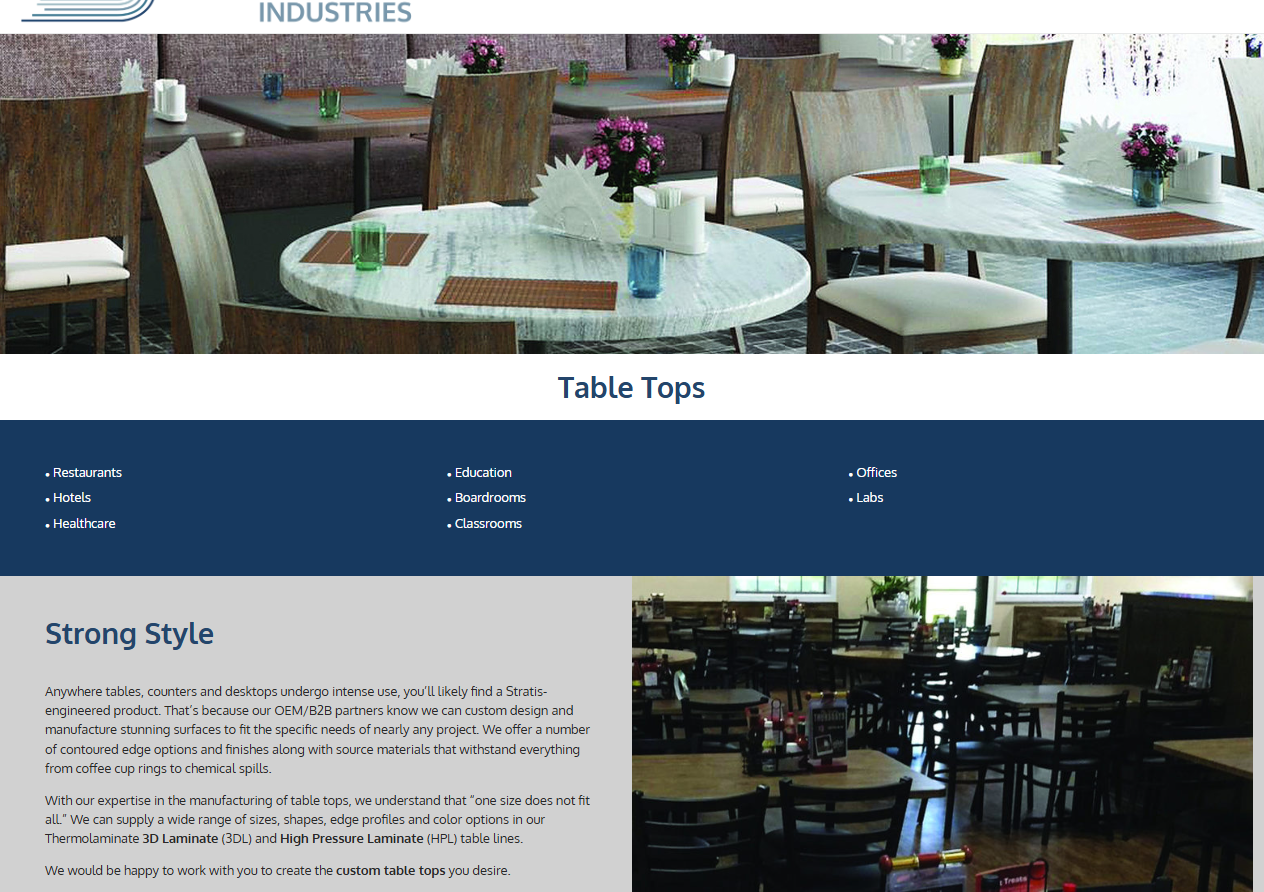 INDUSTRIES
Table Tops
• Restaurants
• Hotels
• Healthcare
• Education
• Boardrooms
• Classrooms
• Offices
• Labs
Strong Style
Anywhere tables, counters and desktops undergo intense use, you’ll likely find a Stratis-
engineered product. That’s because our OEM/B2B partners know we can custom design and
manufacture stunning surfaces to fit the specific needs of nearly any project. We offer a number
of contoured edge options and finishes along with source materials that withstand everything
from coffee cup rings to chemical spills.
With our expertise in the manufacturing of table tops, we understand that “one size does not fit
all.” We can supply a wide range of sizes, shapes, edge profiles and color options in our
Thermolaminate 3D Laminate (3DL) and High Pressure Laminate (HPL) table lines.
We would be happy to work with you to create the custom table tops you desire.
Treats